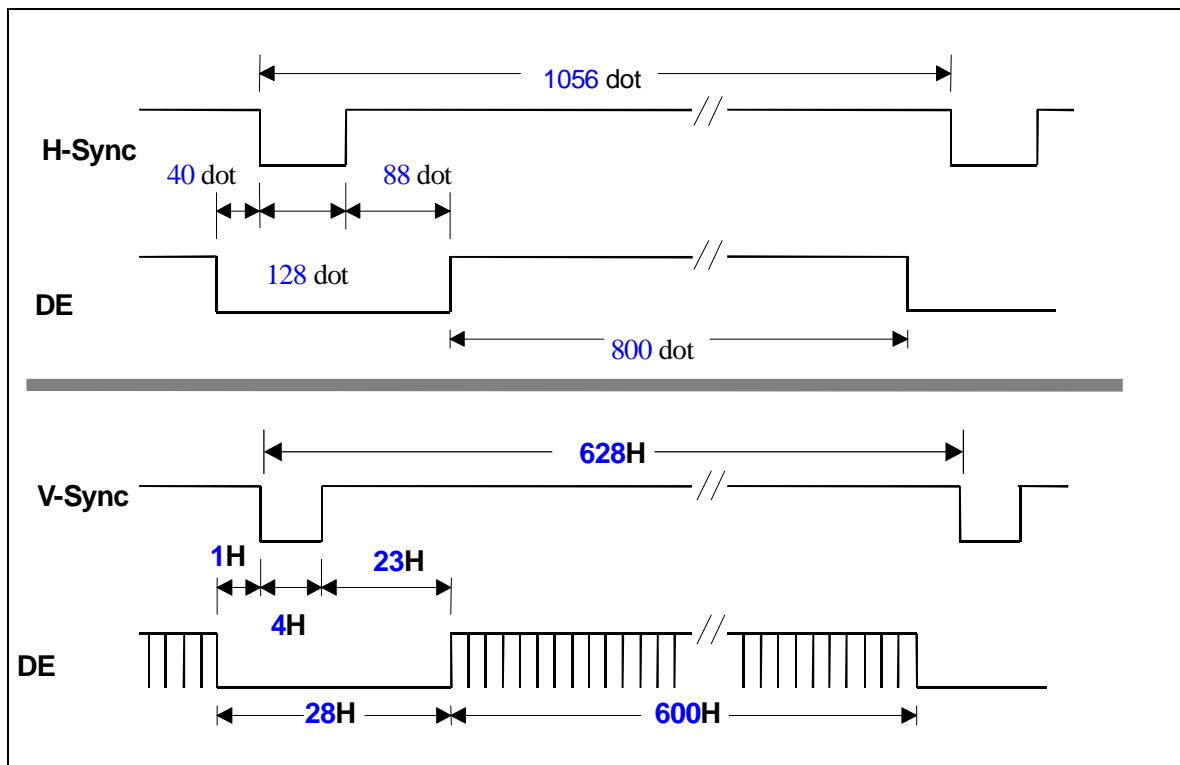 1056 dot
H-Sync
40 dot
88 dot
128 dot
DE
800 dot
628H
V-Sync
1H
23H
4H
DE
28H
600H